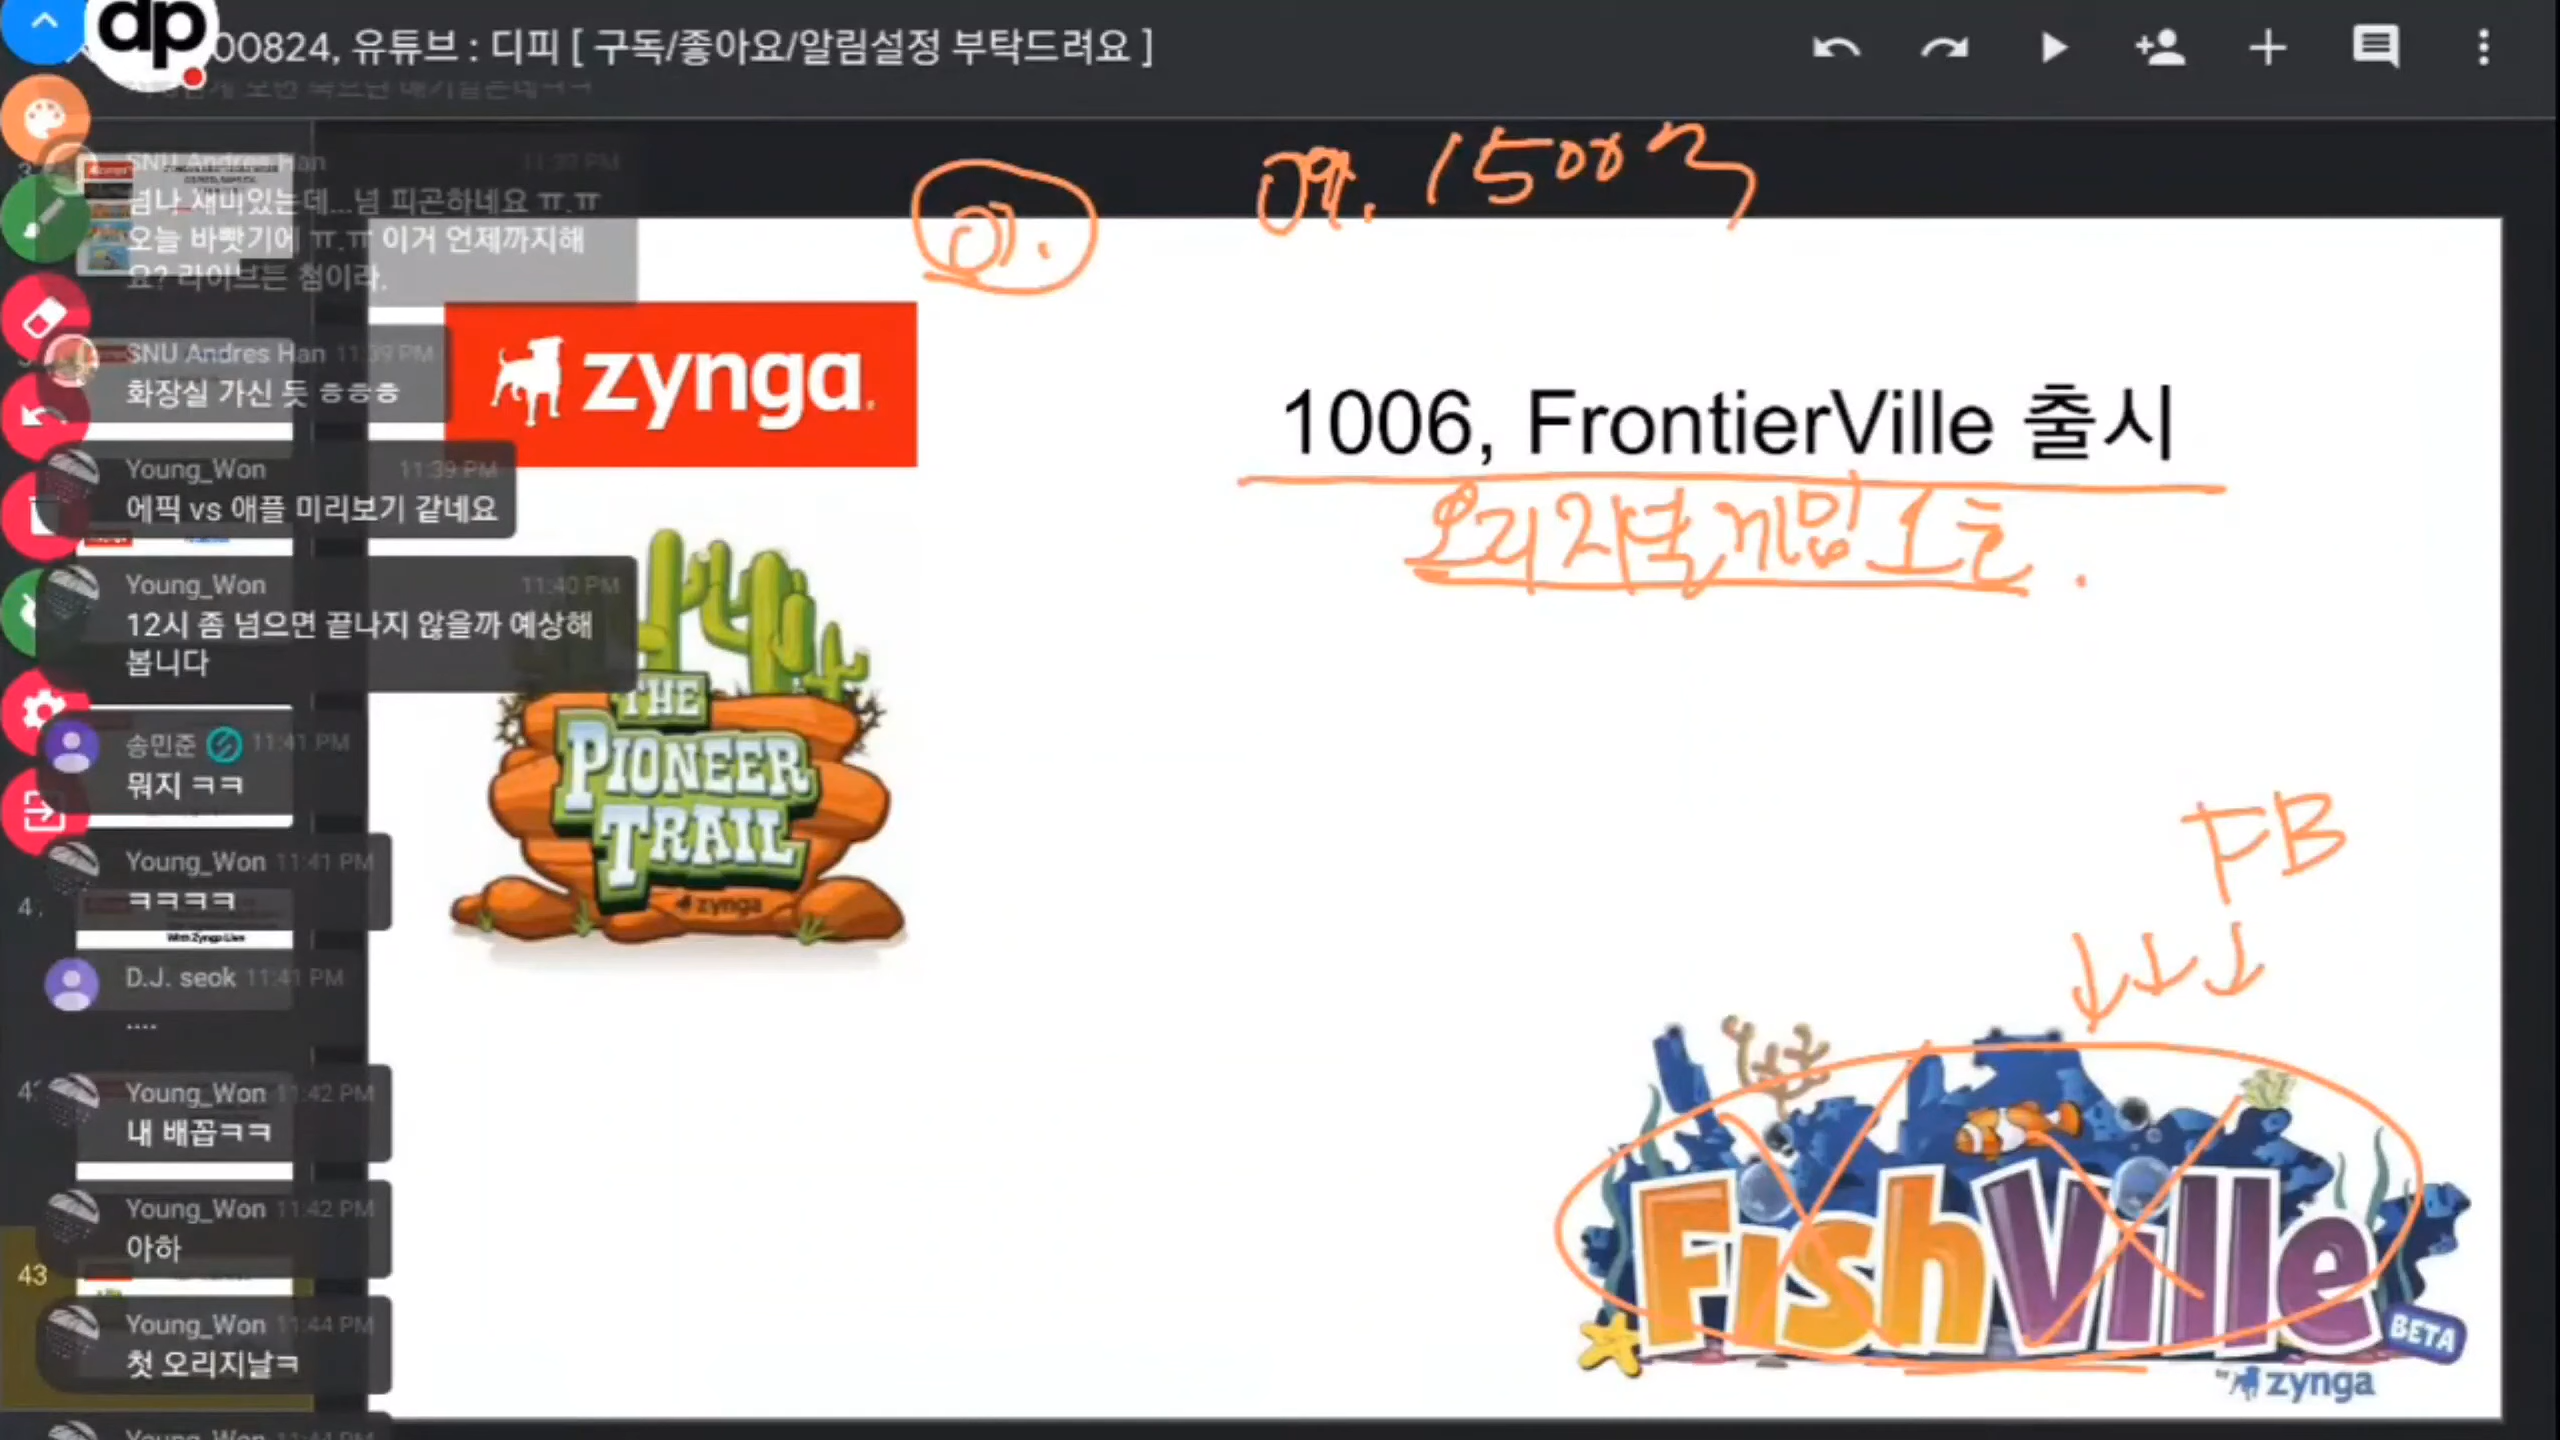 dp
00824, 유튜브 : 디피 [ 구독/좋아요/알림설정 부탁드려요 ]
SNU Andres Han
넘나 재미있는데...넘 피곤하네요 ㅠ.ㅠ
오늘 바빴기에 ㅠ.ㅠ 이거 언제까지해
요? 라이브는 첨이라.
SNU Andres Han 11:39 PM
화장실 가신 듯 ㅎㅎㅎ
Young_Won 11:39 PM
에픽 vs 애플 미리보기 같네요
Young_Won 11:40 PM
12시 좀 넘으면 끝나지 않을까 예상해
봅니다
송민준 11:41 PM
뭐지 ㅋㅋ
Young_Won 11:41 PM
ㅋㅋㅋㅋ
With Zynga Live
D.J. seok 11:41 PM
....
Young_Won 11:42 PM
내 배꼽ㅋㅋ
Young_Won 11:42 PM
아하
43
Young_Won 11:44 PM
첫 오리지날ㅋ
Young_Won 11:44 PM
09. 1500
zynga
1006, FrontierVille 출시
오리지널게임 1호.
THE
PIONEER
TRAIL
zynga
FB
FishVille
BETA
zynga